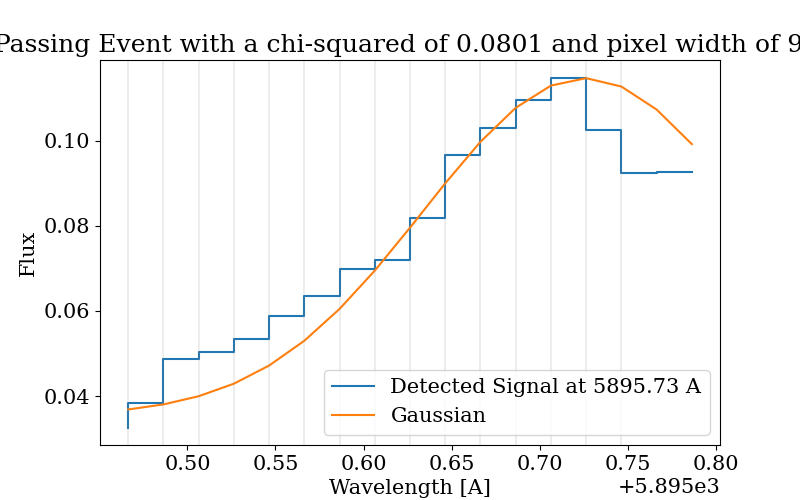 Passing Event with a chi-squared of 0.0801 and pixel width of 9
0.10
0.08
0.06
0.04
Flux
Detected Signal at 5895.73 A
Gaussian
0.50 0.55 0.60 0.65 0.70 0.75 0.80
Wavelength [A]
+5.895e3